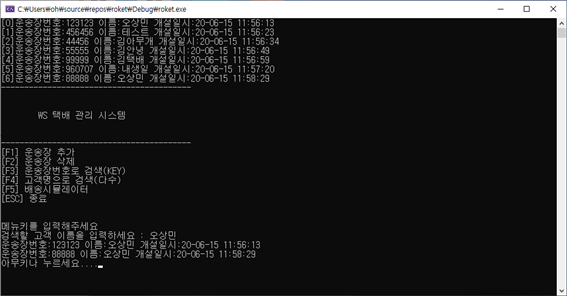 C:\Users\oh\source\repos\roket\Debug\roket.exe
[0]운송장번호:123123 이름:오상민 개설일시:20-06-15 11:56:13
[1]운송장번호:456456 이름:테스트 개설일시:20-06-15 11:56:23
[2]운송장번호:44456 이름:김아무개 개설일시:20-06-15 11:56:34
[3]운송장번호:55555 이름:김안녕 개설일시:20-06-15 11:56:49
[4]운송장번호:99999 이름:김택배 개설일시:20-06-15 11:56:59
[5]운송장번호:960707 이름:내생일 개설일시:20-06-15 11:57:20
[6]운송장번호:88888 이름:오상민 개설일시:20-06-15 11:58:29
----------------------------------------
WS 택배 관리 시스템
----------------------------------------
[F1] 운송장 추가
[F2] 운송장 삭제
[F3] 운송장번호로 검색(KEY)
[F4] 고객명으로 검색(다수)
[F5] 배송시뮬레이터
[ESC] 종료
메뉴키를 입력해주세요
검색할 고객 이름을 입력하세요 : 오상민
운송장번호:123123 이름:오상민 개설일시:20-06-15 11:56:13
운송장번호:88888 이름:오상민 개설일시:20-06-15 11:58:29
아무키나 누르세요....